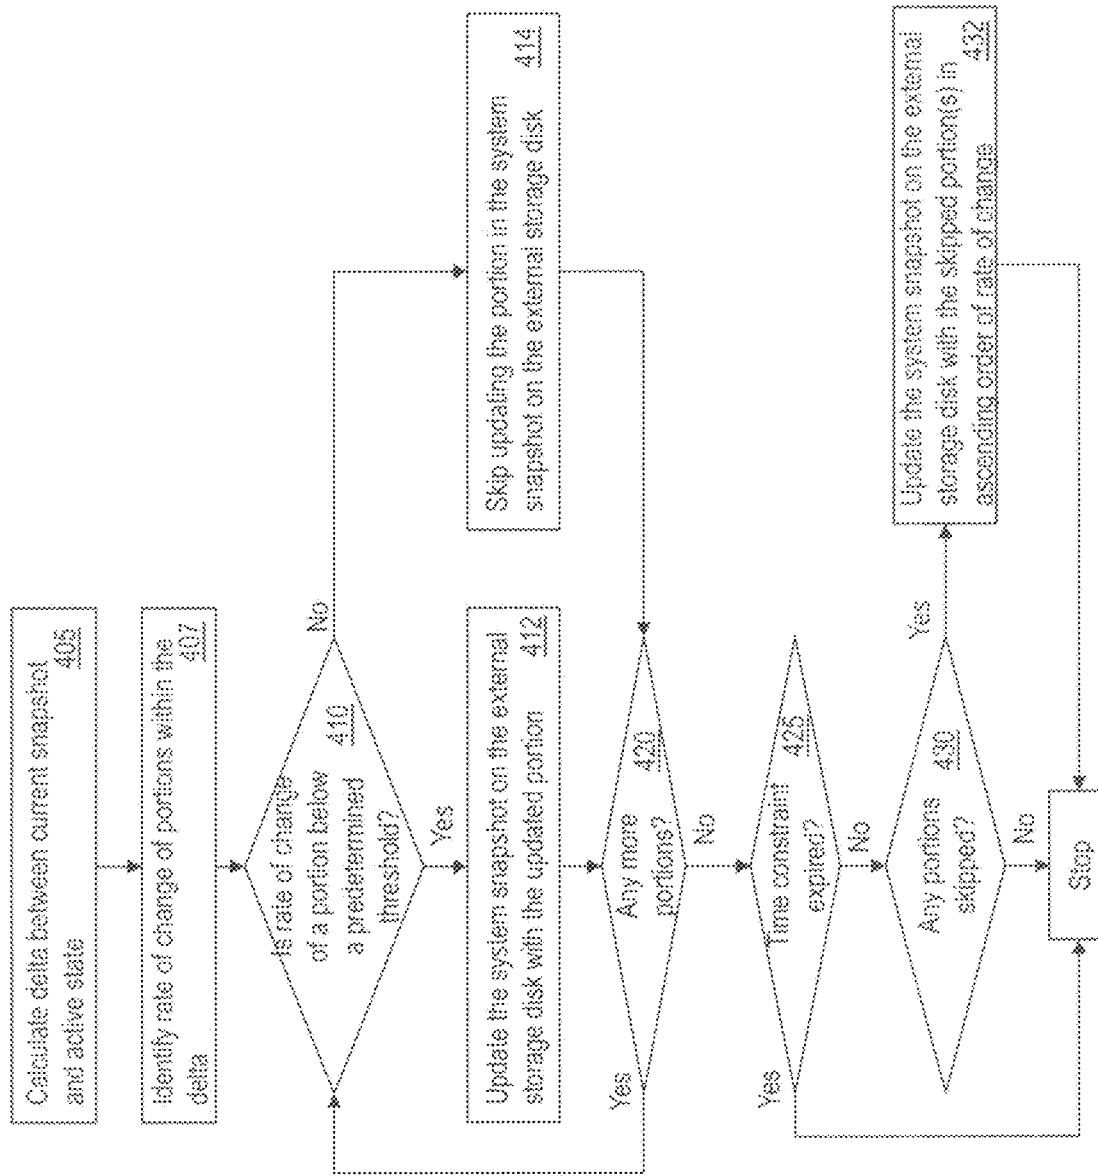 Calculate delta between current snapshot
and active state 405
Identify rate of change of portions within the
delta 407
Is rate of change
of a portion below 410
a predetermined
threshold?
No
Yes
Update the system snapshot on the external
storage disk with the updated portion 412
Skip updating the portion in the system
snapshot on the external storage disk 414
Any more 420
portions?
Yes
No
Time constraint 425
expired?
Yes
No
Any portions 430
skipped?
Yes
No
Update the system snapshot on the external
storage disk with the skipped portion(s) in
ascending order of rate of change 432
Stop